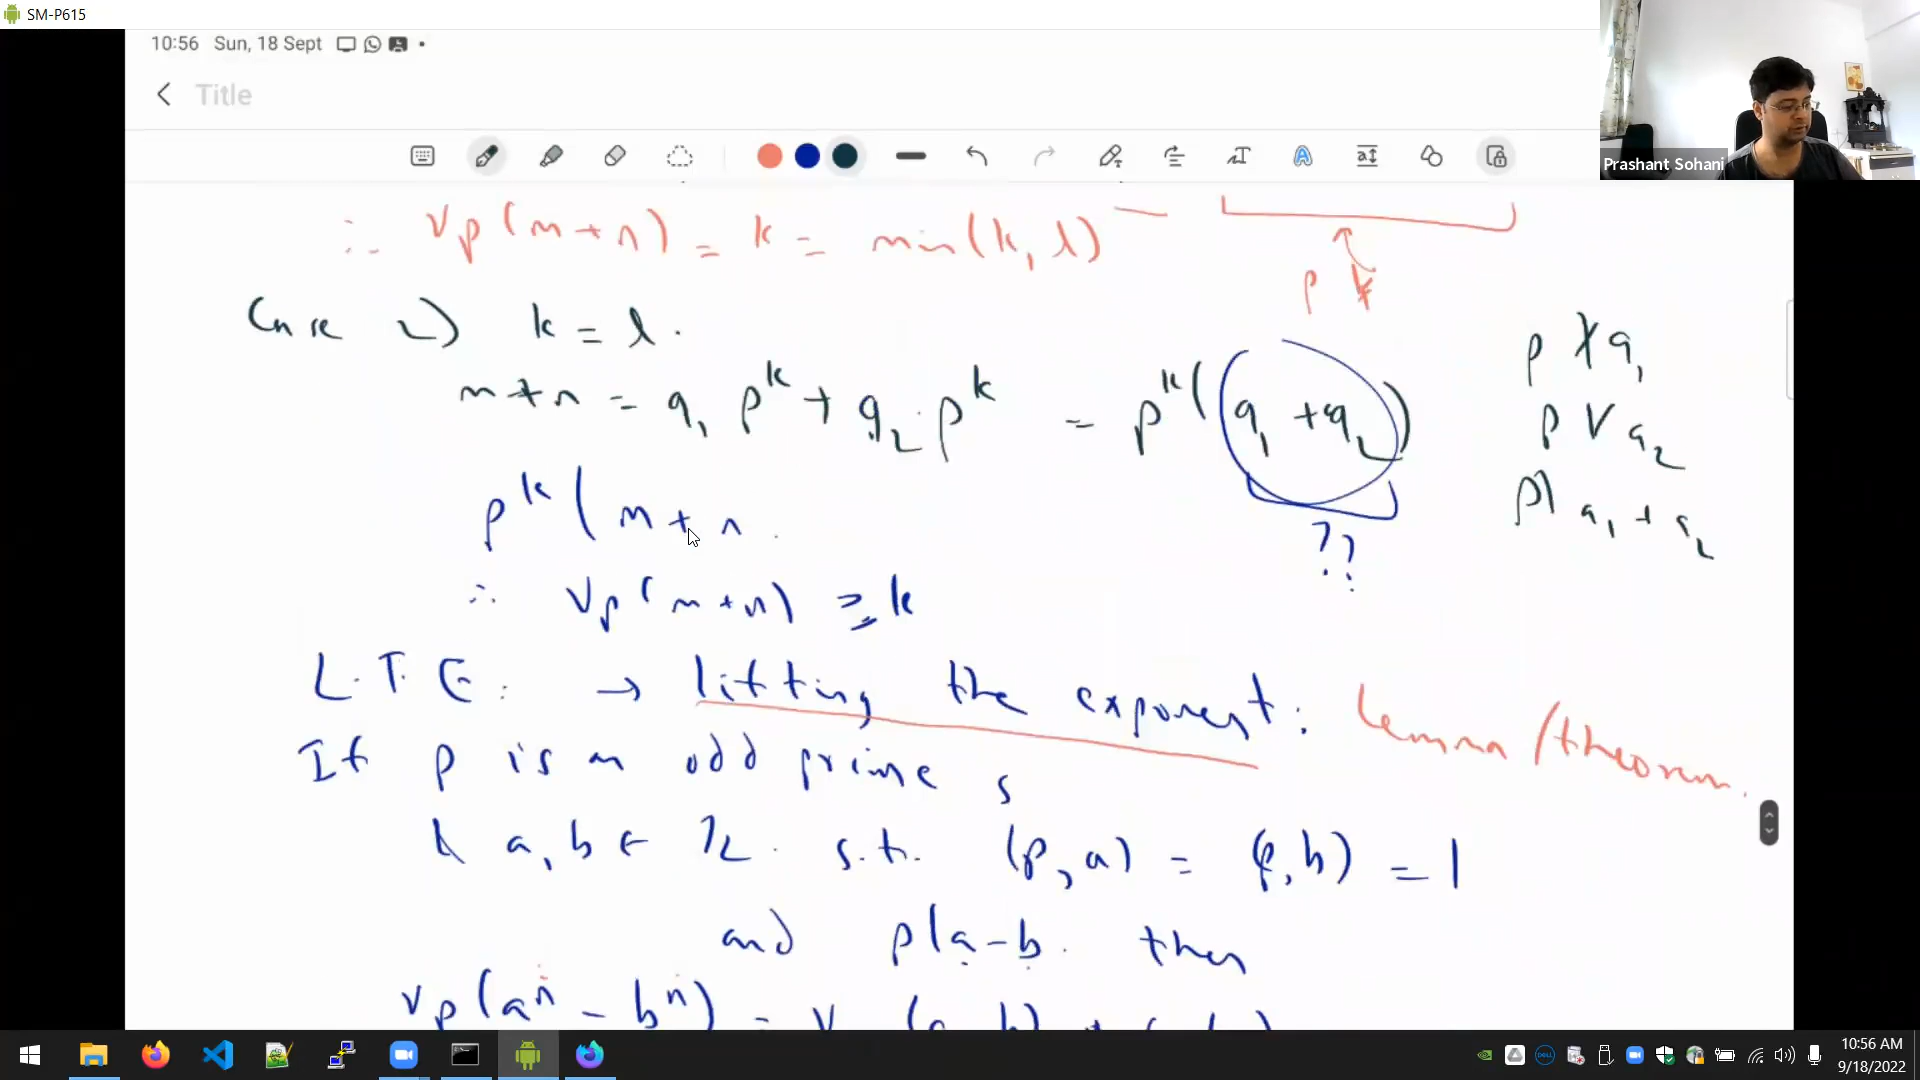 SM-P615
10:56 Sun, 18 Sept
Title
Prashant Sohani
∴ Vp(m+n) = k = min(k, l)
p k
Case 2) k = l.
m+n = q₁ p^k + q₂ · p^k = p^k (q₁ + q₂)
p ∤ q₁
p ∤ q₂
p | q₁ + q₂
p^k | m + n.
??
∴ Vp(m+n) ≥ k
L.T.E. → lifting the exponent: Lemma / theorem.
If p is an odd prime
& a, b ∈ Z. s.t. (p, a) = (p, b) = 1
and p | a - b. then
Vp(aⁿ - bⁿ) =
10:56 AM
9/18/2022